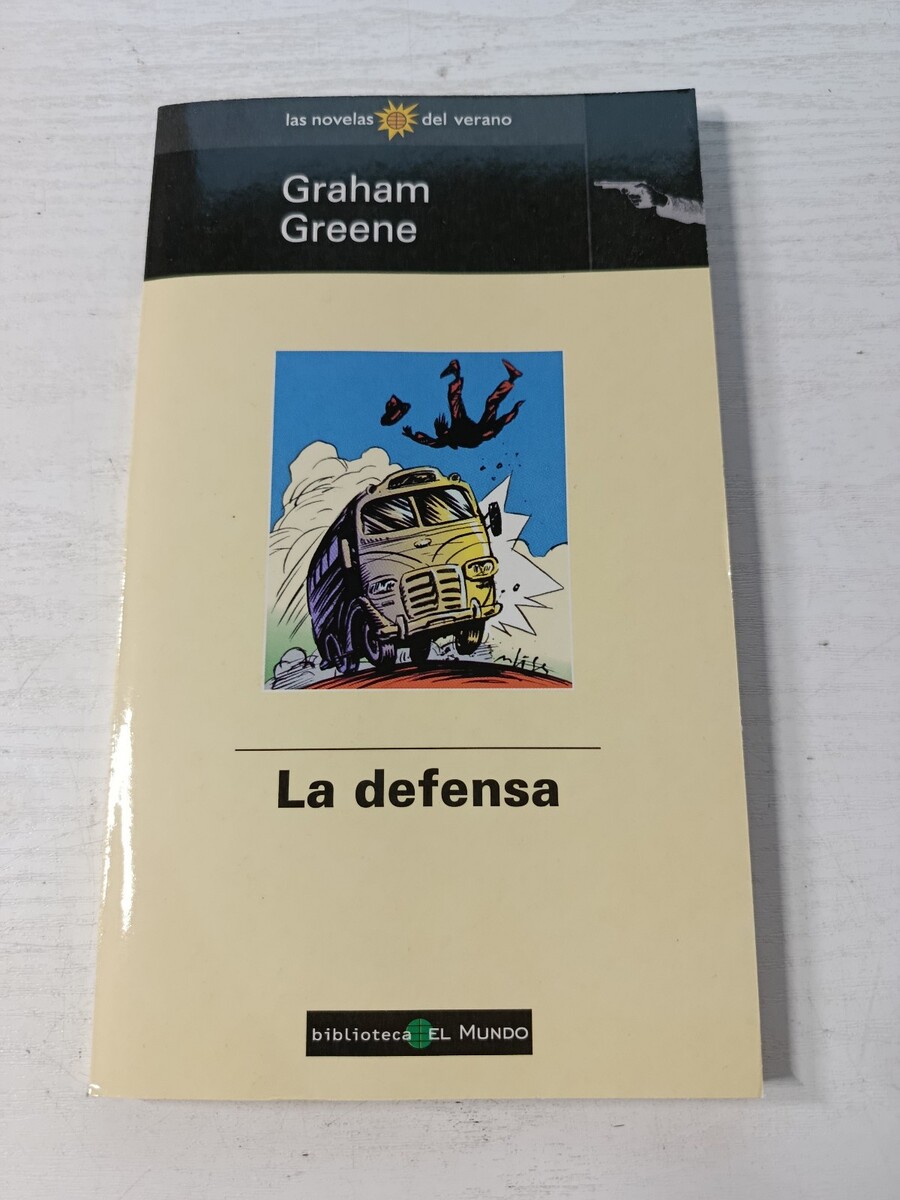 las novelas del verano
Graham
Greene
La defensa
biblioteca EL MUNDO